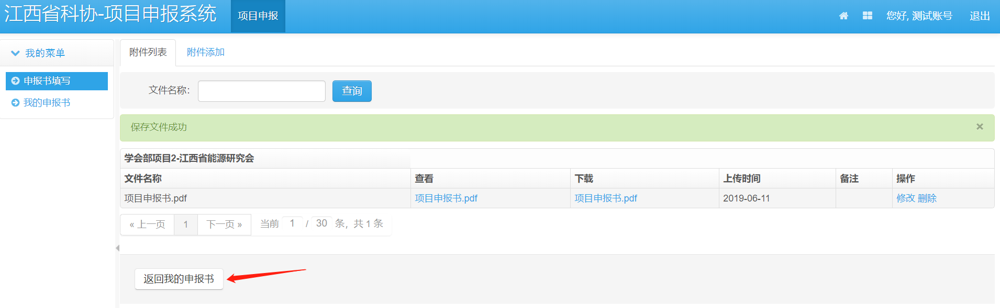 江西省科协-项目申报系统 项目申报 您好, 测试账号 退出
我的菜单
申报书填写
我的申报书
附件列表 附件添加
文件名称： 查询
保存文件成功 ×
学会部项目2-江西省能源研究会
文件名称 查看 下载 上传时间 备注 操作
项目申报书.pdf 项目申报书.pdf 项目申报书.pdf 2019-06-11 修改 删除
« 上一页 1 下一页 » 当前 1 / 30 条，共 1 条
返回我的申报书